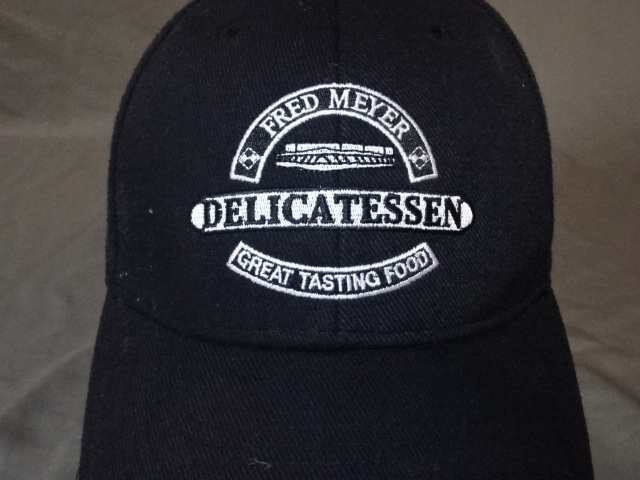 FRED MEYER
DELICATESSEN
GREAT TASTING FOOD